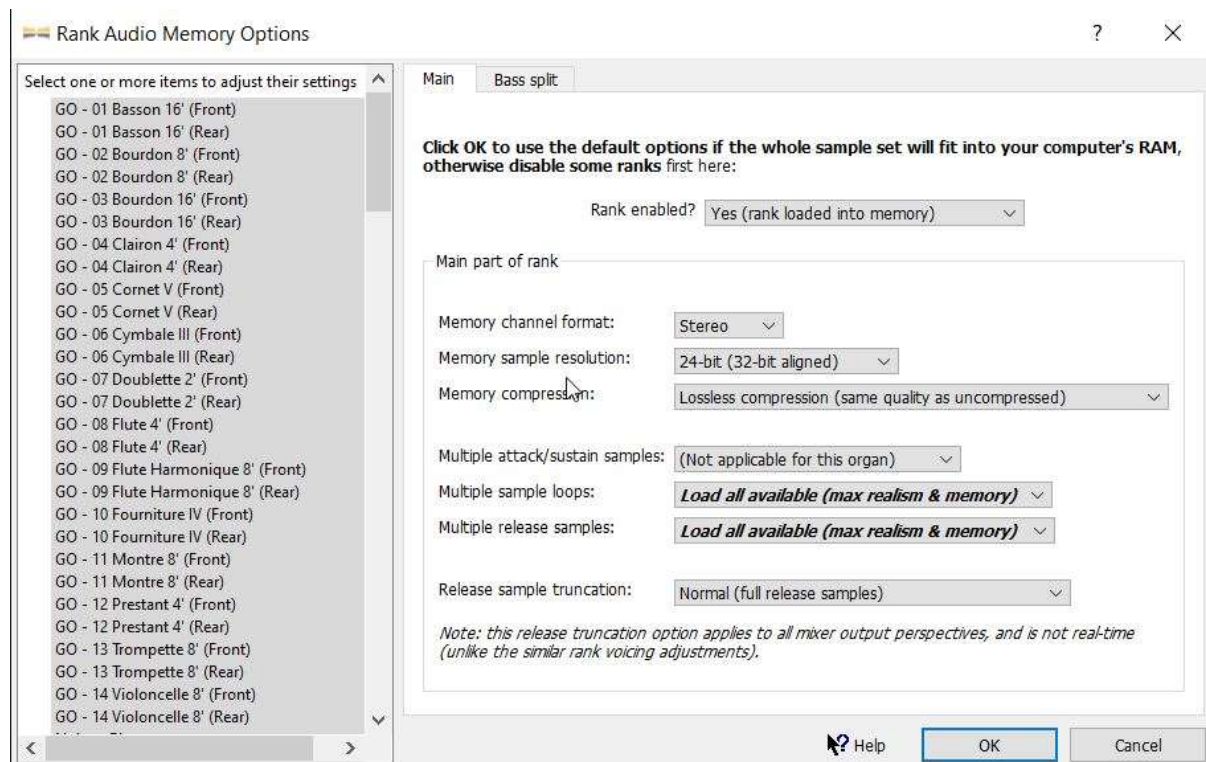 Rank Audio Memory Options
?
Select one or more items to adjust their settings
GO - 01 Basson 16' (Front)
GO - 01 Basson 16' (Rear)
GO - 02 Bourdon 8' (Front)
GO - 02 Bourdon 8' (Rear)
GO - 03 Bourdon 16' (Front)
GO - 03 Bourdon 16' (Rear)
GO - 04 Clairon 4' (Front)
GO - 04 Clairon 4' (Rear)
GO - 05 Cornet V (Front)
GO - 05 Cornet V (Rear)
GO - 06 Cymbale III (Front)
GO - 06 Cymbale III (Rear)
GO - 07 Doublette 2' (Front)
GO - 07 Doublette 2' (Rear)
GO - 08 Flute 4' (Front)
GO - 08 Flute 4' (Rear)
GO - 09 Flute Harmonique 8' (Front)
GO - 09 Flute Harmonique 8' (Rear)
GO - 10 Fourniture IV (Front)
GO - 10 Fourniture IV (Rear)
GO - 11 Montre 8' (Front)
GO - 11 Montre 8' (Rear)
GO - 12 Prestant 4' (Front)
GO - 12 Prestant 4' (Rear)
GO - 13 Trompette 8' (Front)
GO - 13 Trompette 8' (Rear)
GO - 14 Violoncelle 8' (Front)
GO - 14 Violoncelle 8' (Rear)
Main
Bass split
Click OK to use the default options if the whole sample set will fit into your computer's RAM,
otherwise disable some ranks first here:
Rank enabled? Yes (rank loaded into memory)
Main part of rank
Memory channel format: Stereo
Memory sample resolution: 24-bit (32-bit aligned)
Memory compression: Lossless compression (same quality as uncompressed)
Multiple attack/sustain samples: (Not applicable for this organ)
Multiple sample loops: Load all available (max realism & memory)
Multiple release samples: Load all available (max realism & memory)
Release sample truncation: Normal (full release samples)
Note: this release truncation option applies to all mixer output perspectives, and is not real-time
(unlike the similar rank voicing adjustments).
Help
OK
Cancel